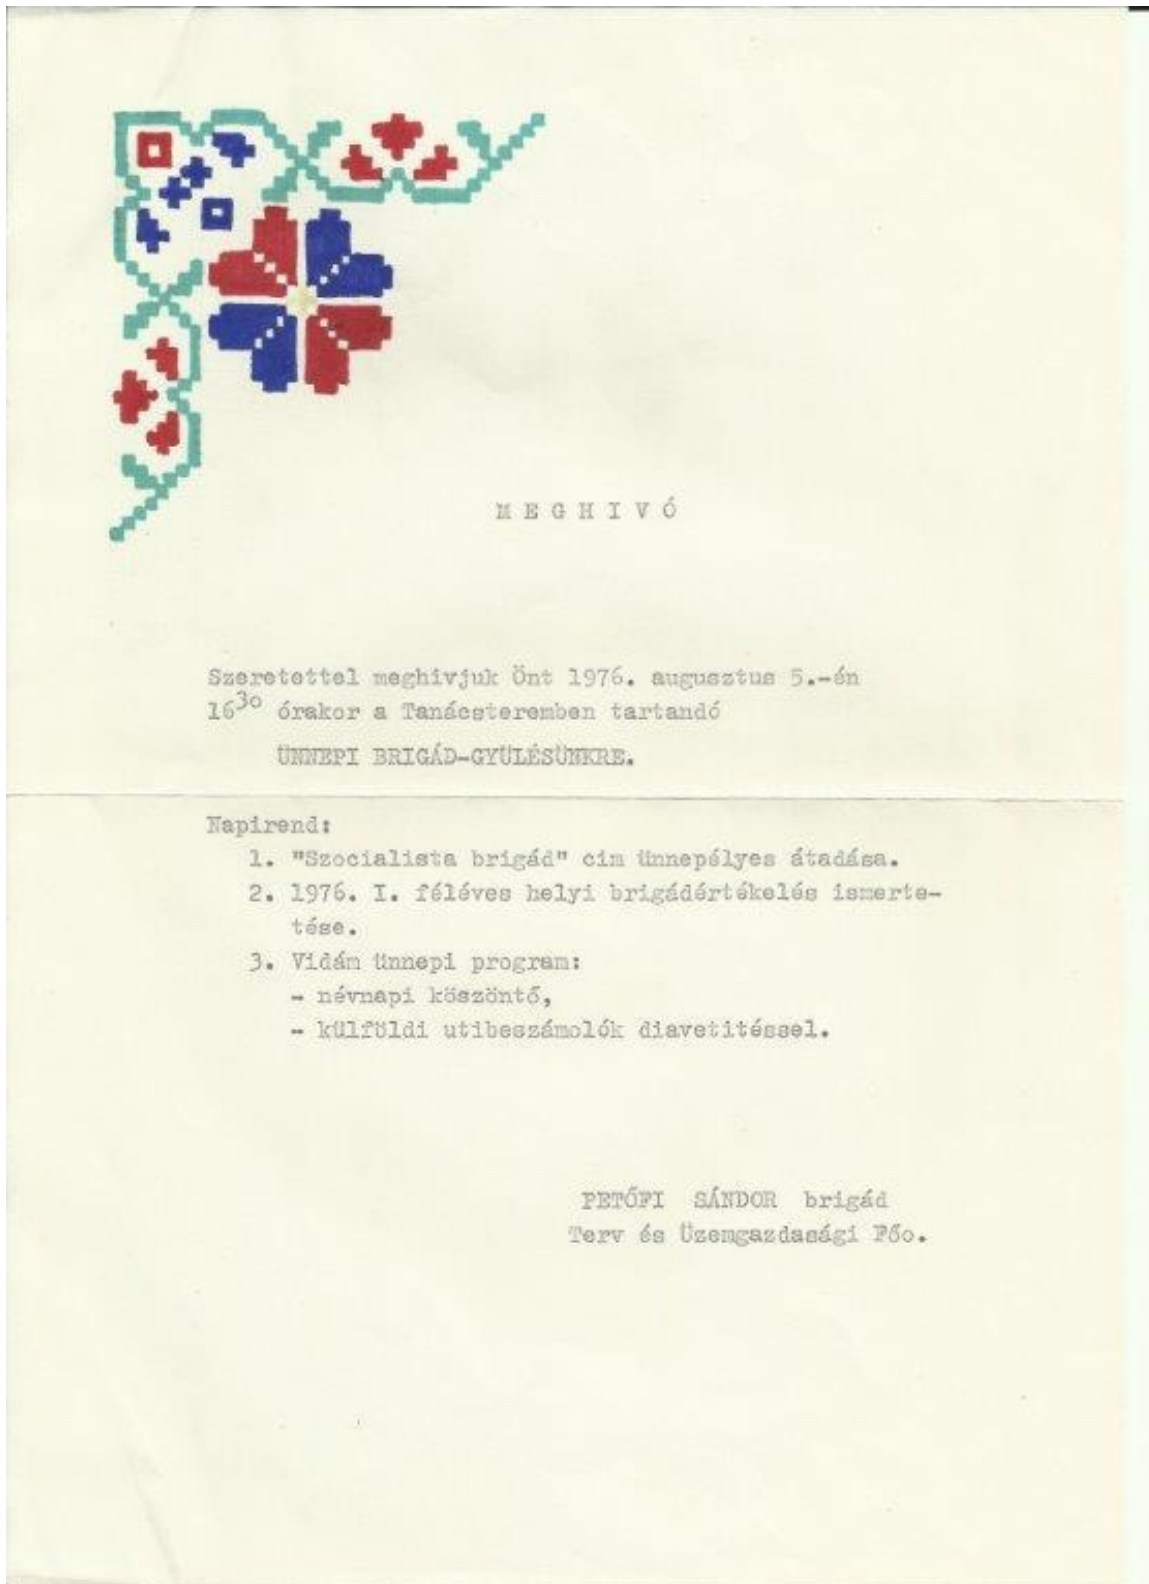 MEGHIVÓ
Szeretettel meghivjuk Önt 1976. augusztus 5.-én
16³⁰ órakor a Tanácsteremben tartandó
ÜNNEPI BRIGÁD-GYÜLÉSÜNKRE.
Napirend:
1. "Szocialista brigád" cim ünnepélyes átadása.
2. 1976. I. féléves helyi brigádértékelés ismerte-
tése.
3. Vidám ünnepi program:
- névnapi köszöntő,
- külföldi utibeszámolók diavetitéssel.
PETŐFI SÁNDOR brigád
Terv és Üzemgazdasági Főo.